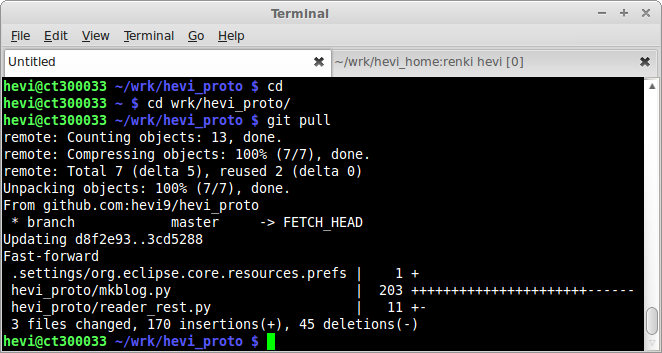 Terminal
File Edit View Terminal Go Help
Untitled ~/wrk/hevi_home:renki hevi [0]
hevi@ct300033 ~/wrk/hevi_proto $ cd
hevi@ct300033 ~ $ cd wrk/hevi_proto/
hevi@ct300033 ~/wrk/hevi_proto $ git pull
remote: Counting objects: 13, done.
remote: Compressing objects: 100% (7/7), done.
remote: Total 7 (delta 5), reused 2 (delta 0)
Unpacking objects: 100% (7/7), done.
From github.com:hevi9/hevi_proto
 * branch            master     -> FETCH_HEAD
Updating d8f2e93..3cd5288
Fast-forward
 .settings/org.eclipse.core.resources.prefs |    1 +
 hevi_proto/mkblog.py                       |  203 ++++++++++++++++++++++------
 hevi_proto/reader_rest.py                  |   11 +-
 3 files changed, 170 insertions(+), 45 deletions(-)
hevi@ct300033 ~/wrk/hevi_proto $